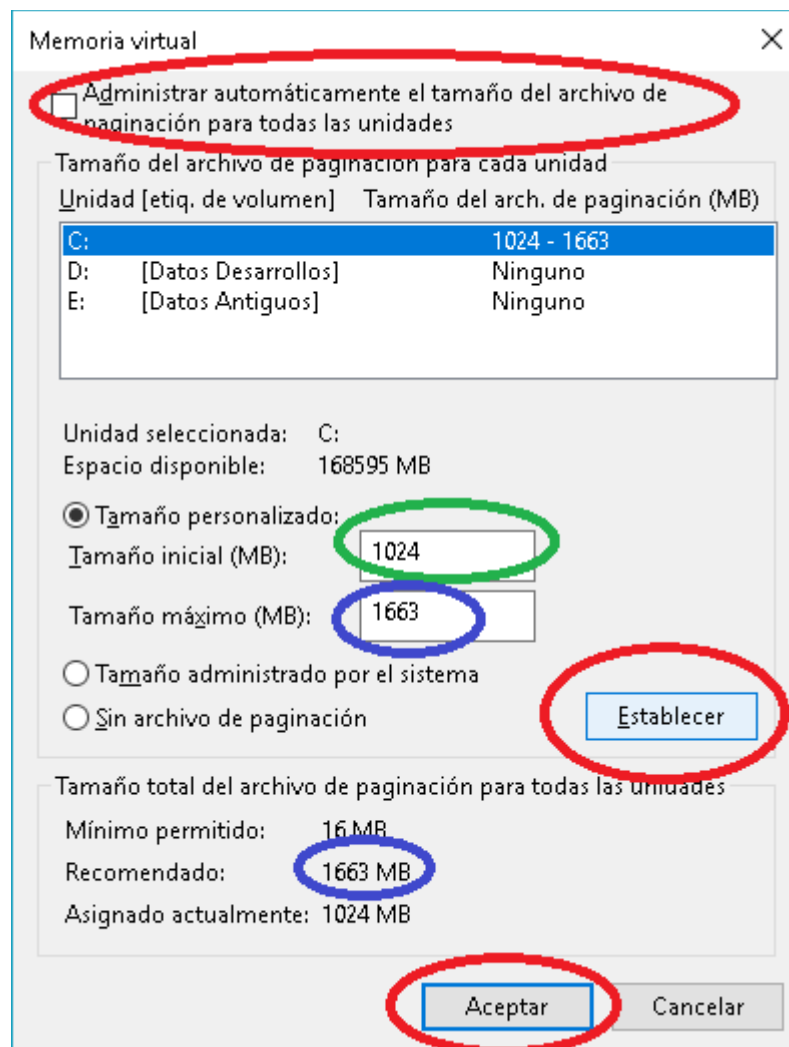 Memoria virtual
Administrar automáticamente el tamaño del archivo de
paginación para todas las unidades
Tamaño del archivo de paginación para cada unidad
Unidad [etiq. de volumen] Tamaño del arch. de paginación (MB)
C: 1024 - 1663
D: [Datos Desarrollos] Ninguno
E: [Datos Antiguos] Ninguno
Unidad seleccionada: C:
Espacio disponible: 168595 MB
Tamaño personalizado:
Tamaño inicial (MB): 1024
Tamaño máximo (MB): 1663
Tamaño administrado por el sistema
Sin archivo de paginación
Establecer
Tamaño total del archivo de paginación para todas las unidades
Mínimo permitido: 16 MB
Recomendado: 1663 MB
Asignado actualmente: 1024 MB
Aceptar Cancelar